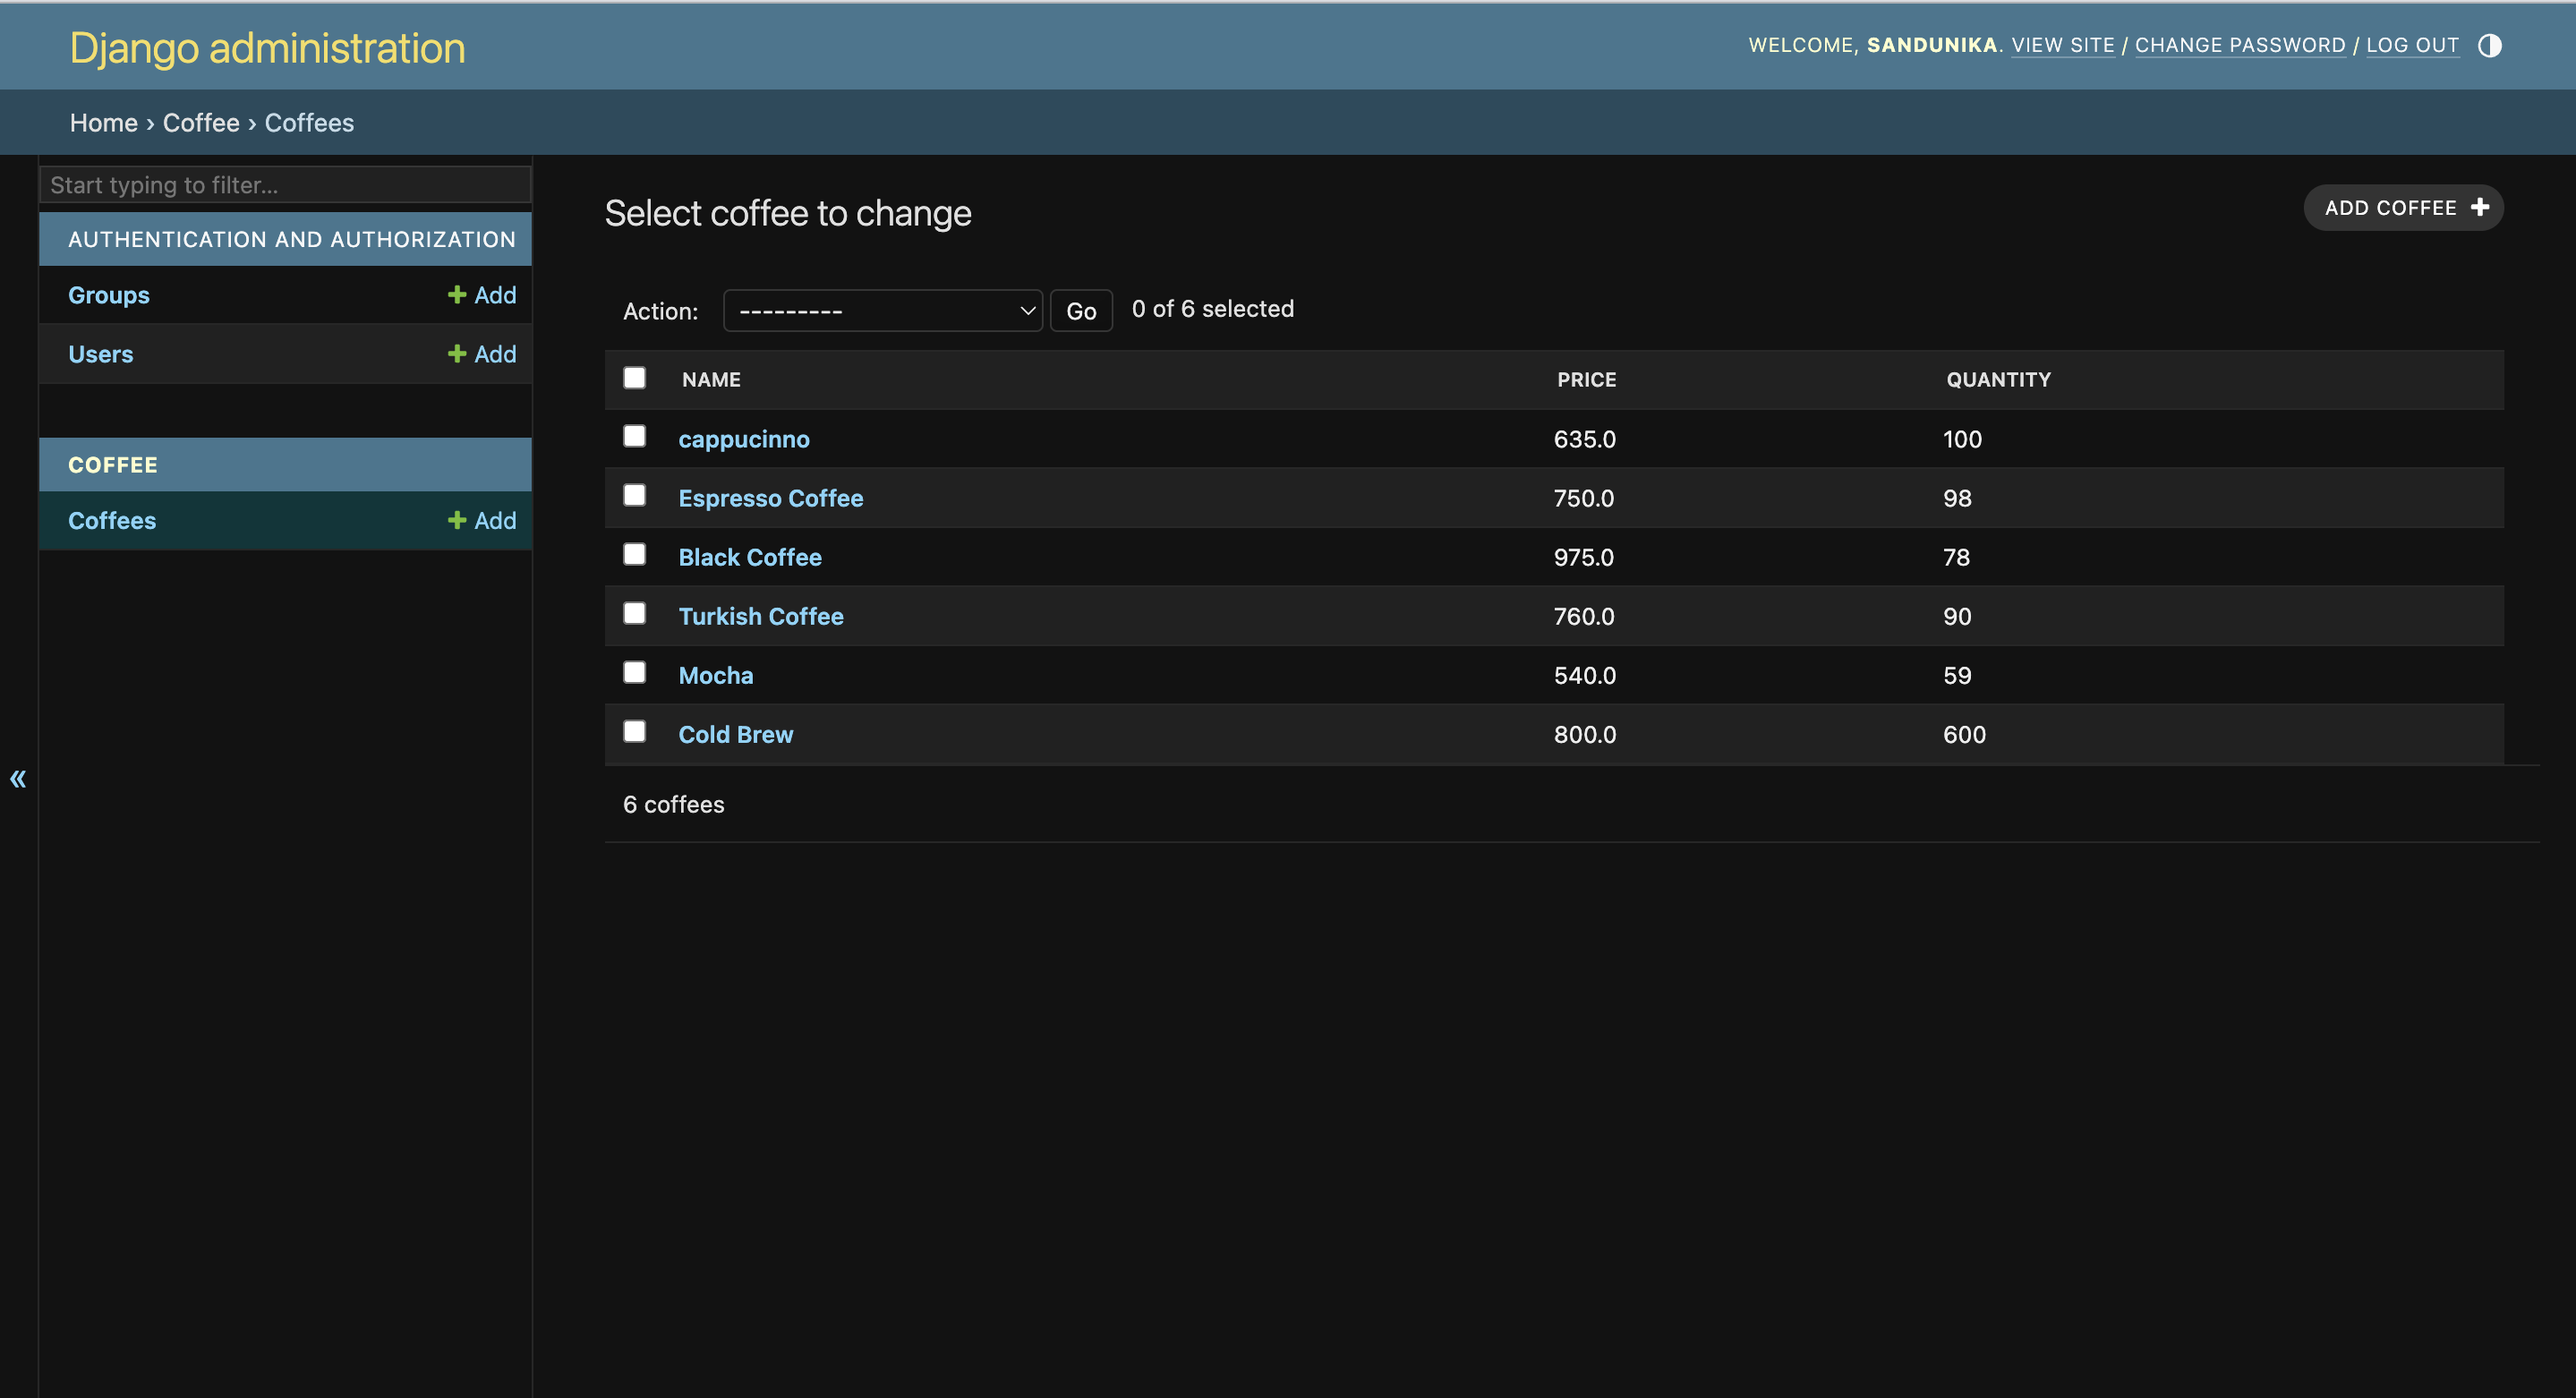 Django administration
WELCOME, SANDUNIKA. VIEW SITE / CHANGE PASSWORD / LOG OUT
Home › Coffee › Coffees
Start typing to filter...
AUTHENTICATION AND AUTHORIZATION
Groups + Add
Users + Add
COFFEE
Coffees + Add
«
Select coffee to change
ADD COFFEE +
Action: --------- Go 0 of 6 selected
NAME PRICE QUANTITY
cappucinno 635.0 100
Espresso Coffee 750.0 98
Black Coffee 975.0 78
Turkish Coffee 760.0 90
Mocha 540.0 59
Cold Brew 800.0 600
6 coffees